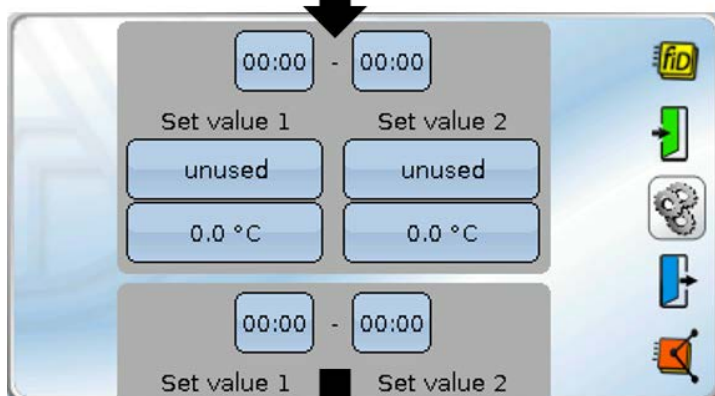 00:00 - 00:00
Set value 1 Set value 2
unused unused
0.0 °C 0.0 °C
00:00 - 00:00
Set value 1 Set value 2
fiD